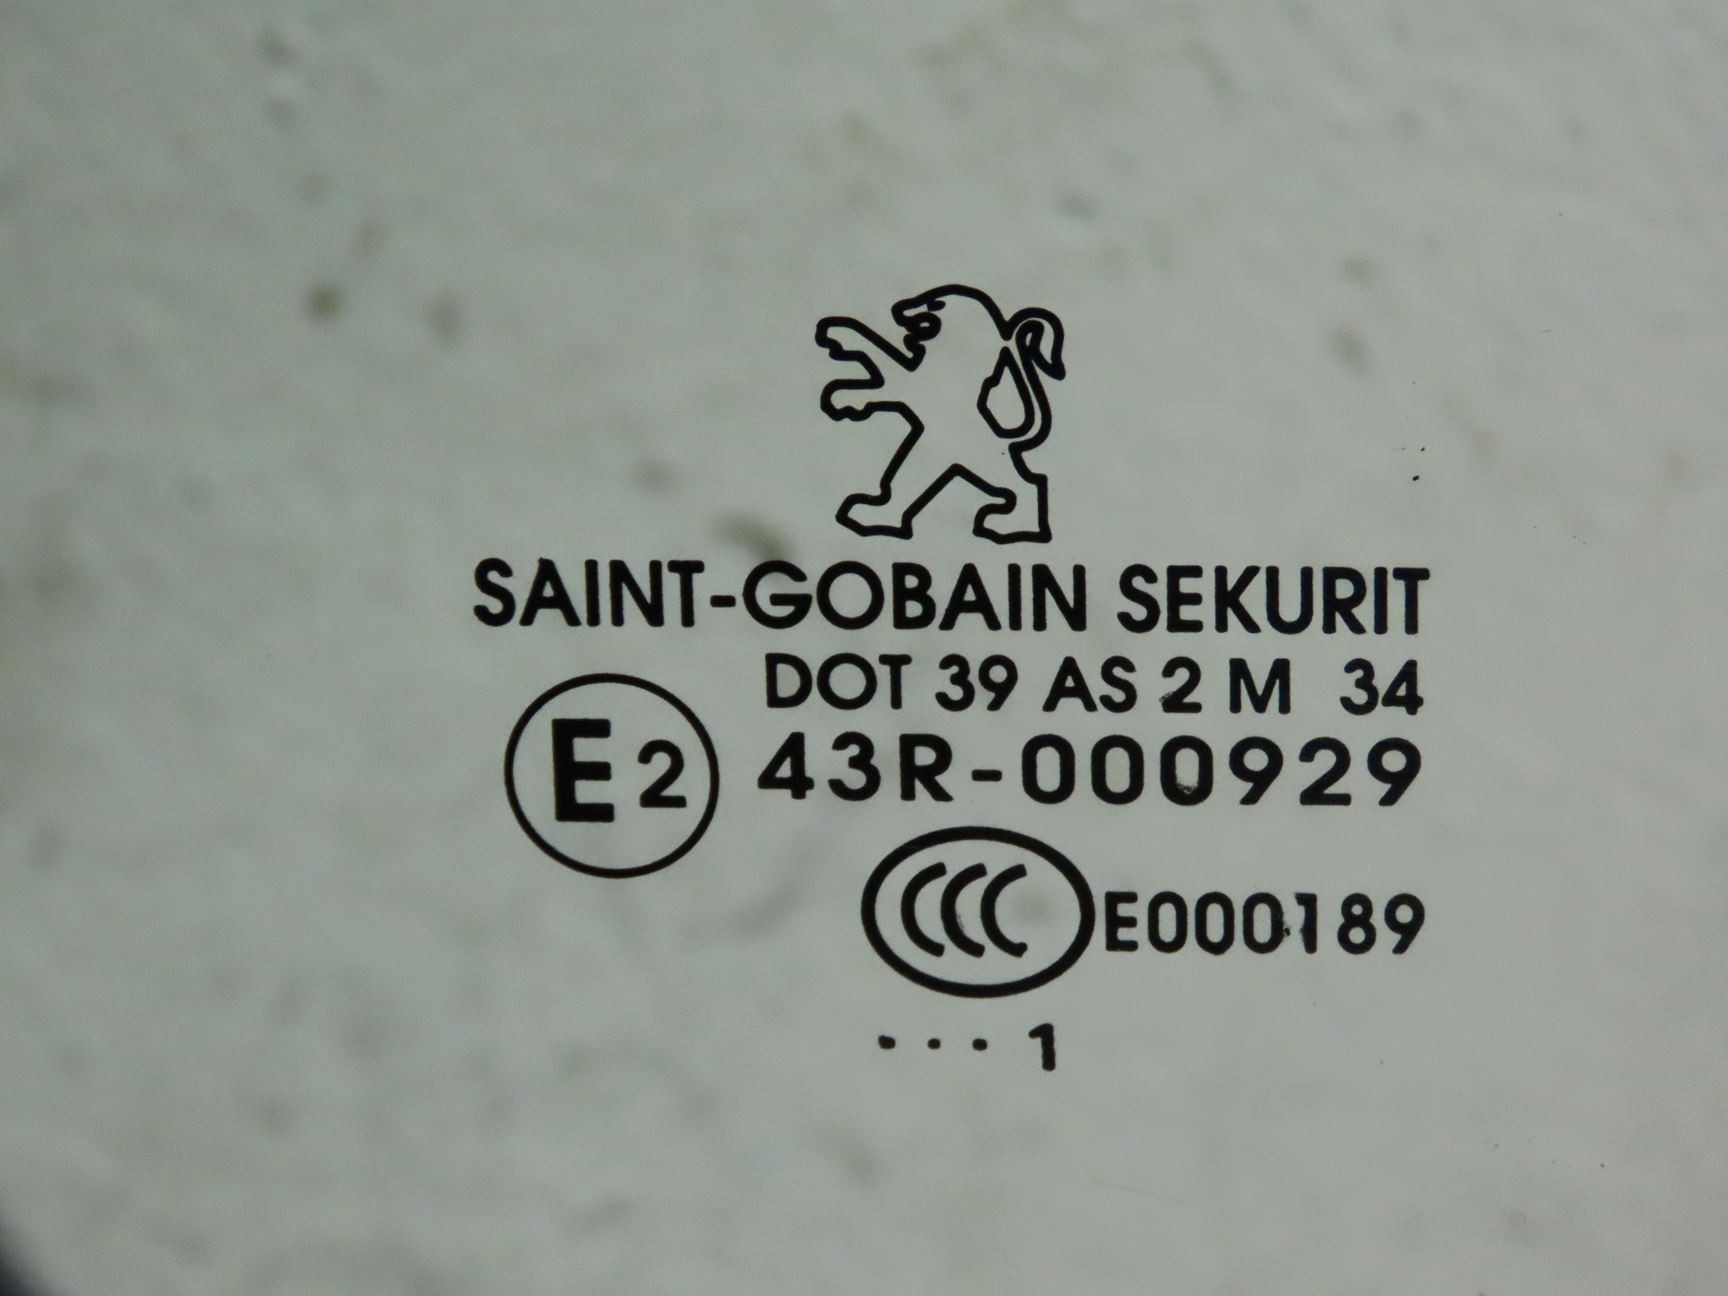 SAINT-GOBAIN SEKURIT
DOT 39 AS 2 M 34
E2 43R-000929
CCC E000189
... 1